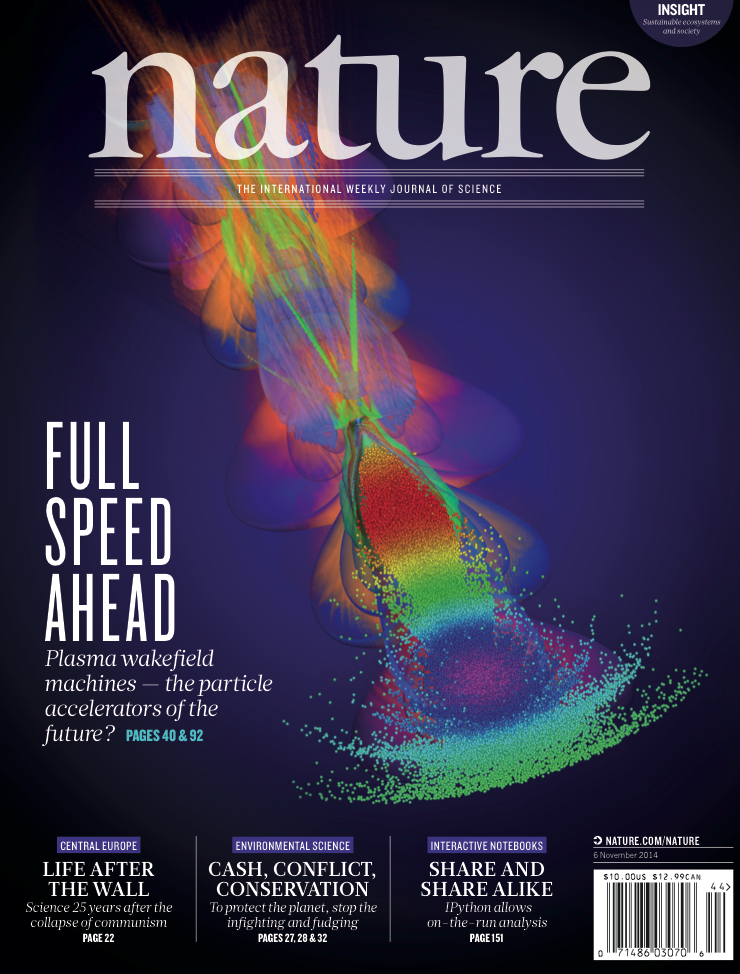 INSIGHT
Sustainable ecosystems
and society
nature
THE INTERNATIONAL WEEKLY JOURNAL OF SCIENCE
FULL
SPEED
AHEAD
Plasma wakefield
machines — the particle
accelerators of the
future? PAGES 40 & 92
CENTRAL EUROPE
LIFE AFTER
THE WALL
Science 25 years after the
collapse of communism
PAGE 22
ENVIRONMENTAL SCIENCE
CASH, CONFLICT,
CONSERVATION
To protect the planet, stop the
infighting and fudging
PAGES 27, 28 & 32
INTERACTIVE NOTEBOOKS
SHARE AND
SHARE ALIKE
IPython allows
on-the-run analysis
PAGE 151
NATURE.COM/NATURE
6 November 2014
$10.00US $12.99CAN
44>
0 71486 03070 6